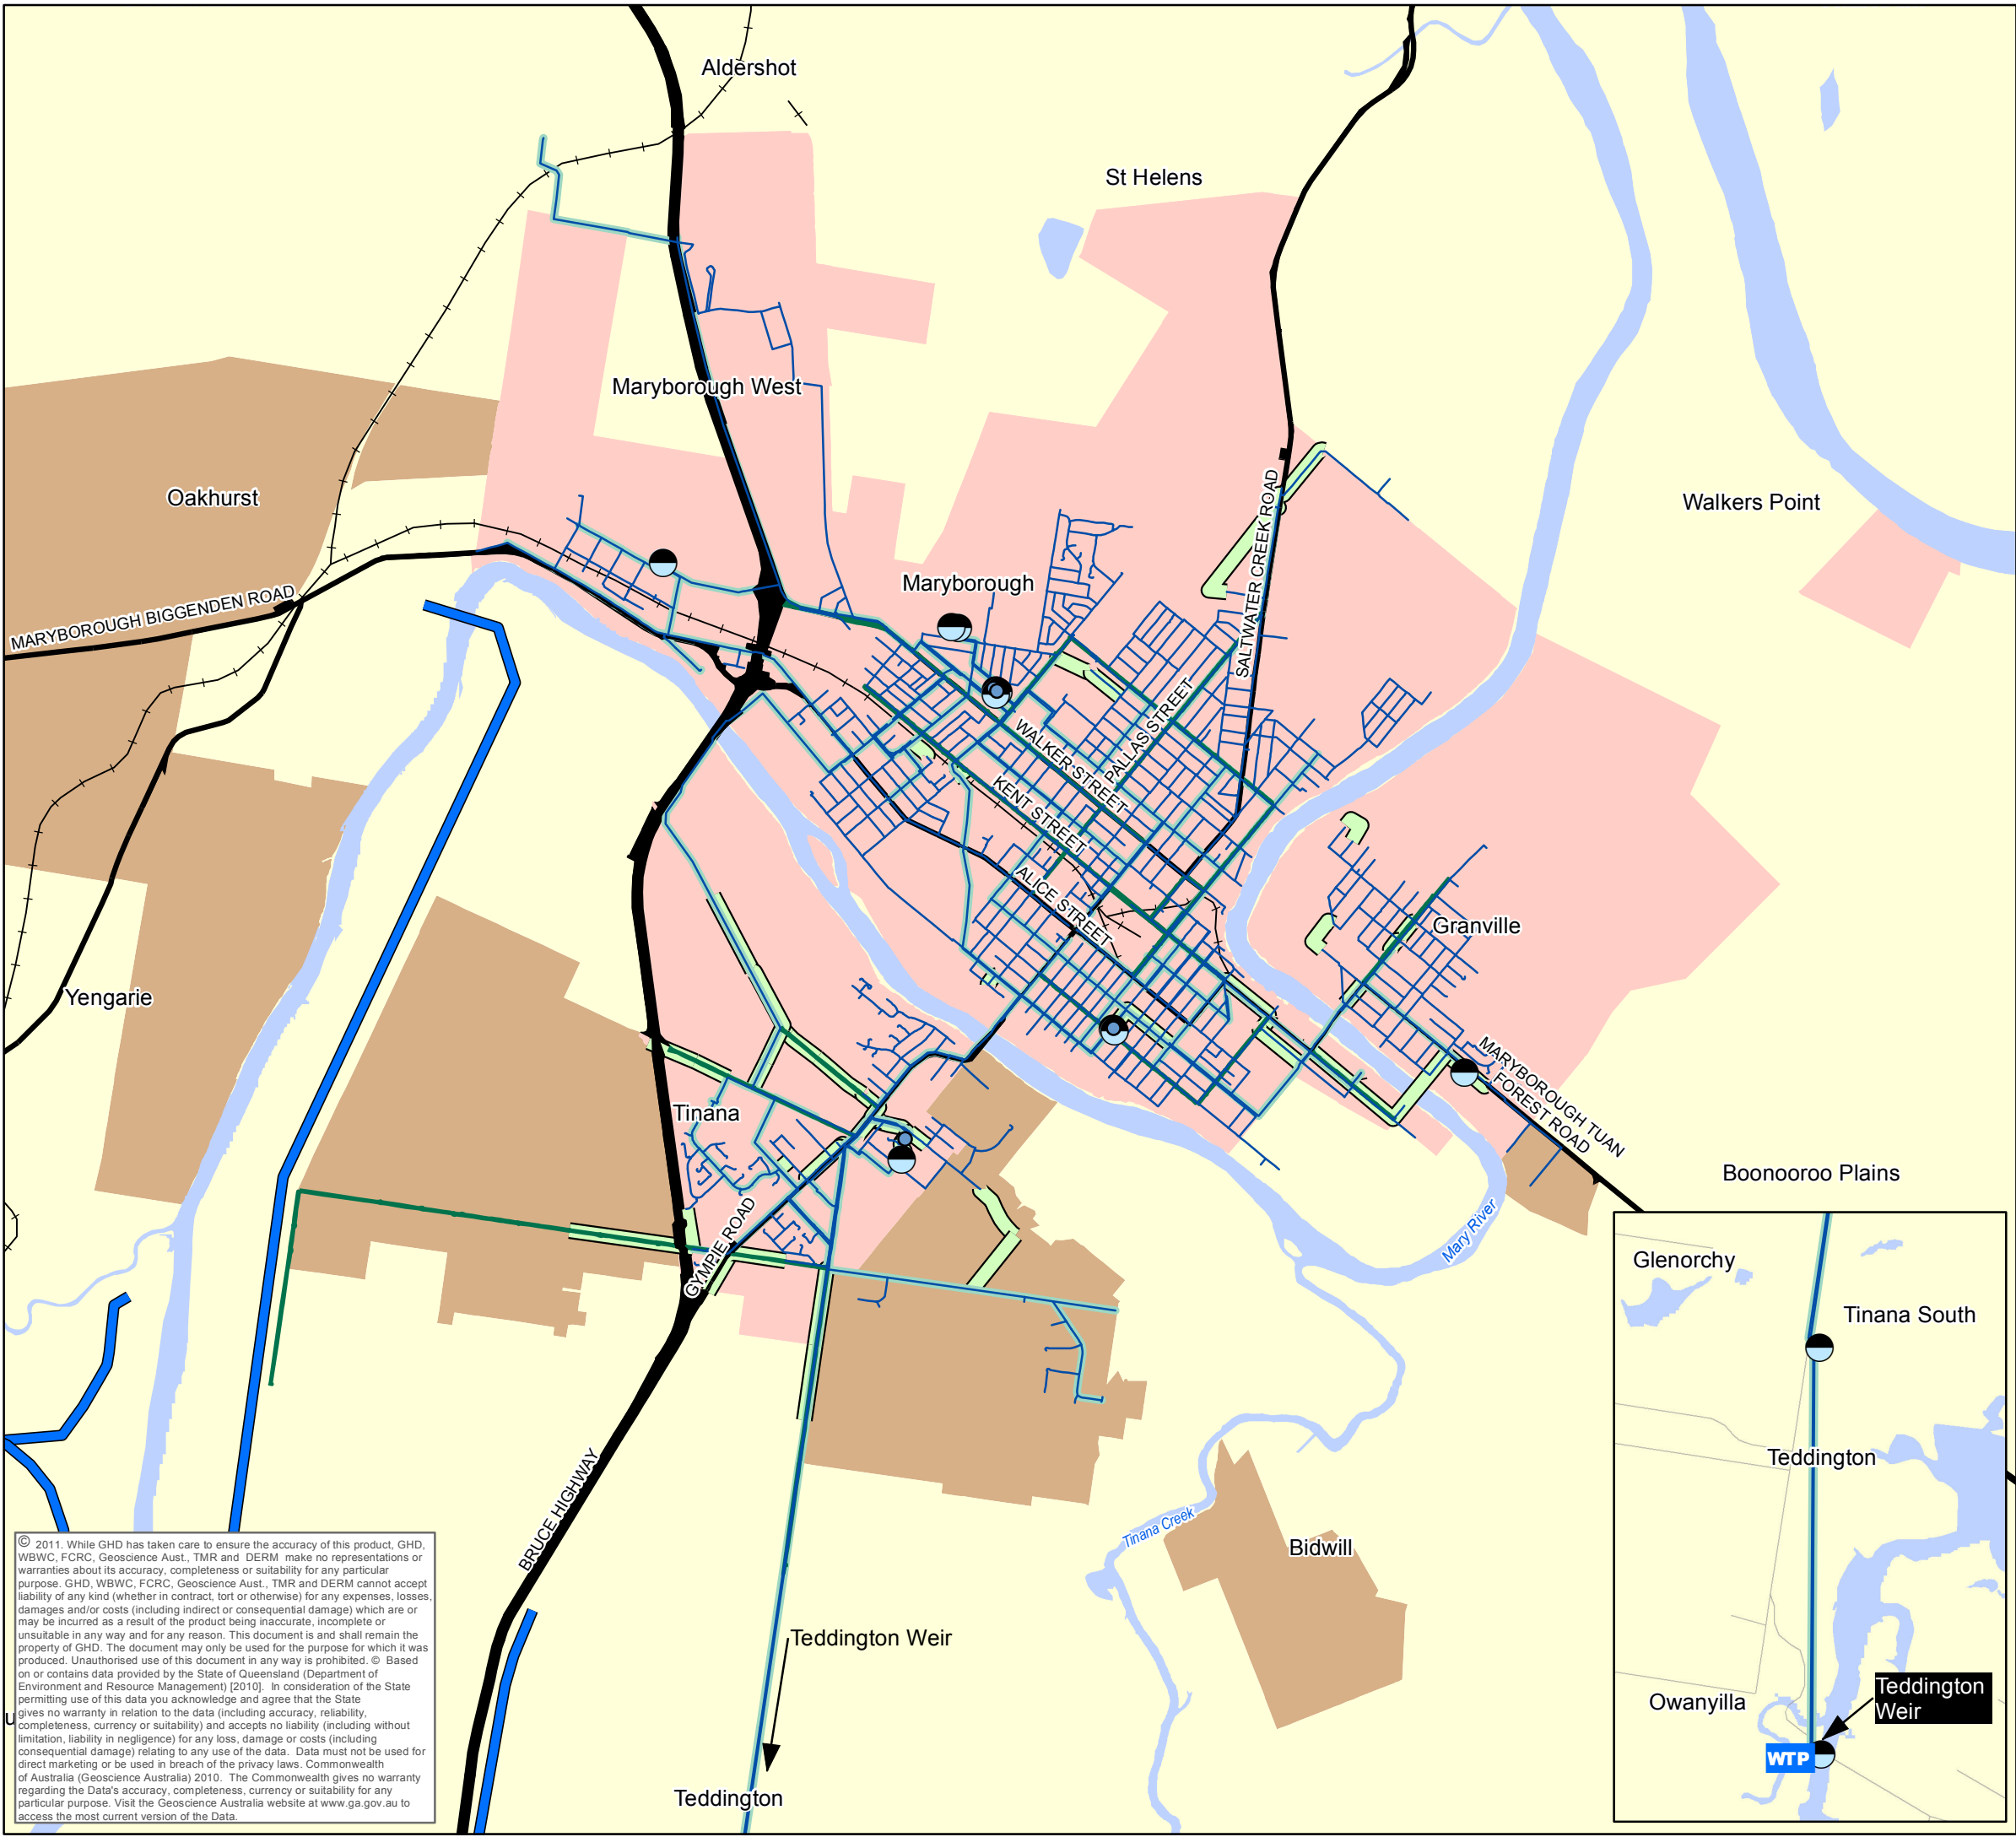 Aldershot
St Helens
Maryborough West
Oakhurst
Walkers Point
SALTWATER CREEK ROAD
Maryborough
MARYBOROUGH BIGGENDEN ROAD
WALKER STREET
PALLAS STREET
KENT STREET
ALICE STREET
Granville
Yengarie
MARYBOROUGH TUAN
FOREST ROAD
Tinana
Boonooroo Plains
GYMPIE ROAD
Mary River
Glenorchy
Tinana South
Teddington
BRUCE HIGHWAY
Tinana Creek
Bidwill
Teddington Weir
Owanyilla
Teddington
Weir
WTP
Teddington
© 2011. While GHD has taken care to ensure the accuracy of this product, GHD,
WBWC, FCRC, Geoscience Aust., TMR and DERM make no representations or
warranties about its accuracy, completeness or suitability for any particular
purpose. GHD, WBWC, FCRC, Geoscience Aust., TMR and DERM cannot accept
liability of any kind (whether in contract, tort or otherwise) for any expenses, losses,
damages and/or costs (including indirect or consequential damage) which are or
may be incurred as a result of the product being inaccurate, incomplete or
unsuitable in any way and for any reason. This document is and shall remain the
property of GHD. The document may only be used for the purpose for which it was
produced. Unauthorised use of this document in any way is prohibited. © Based
on or contains data provided by the State of Queensland (Department of
Environment and Resource Management) [2010]. In consideration of the State
permitting use of this data you acknowledge and agree that the State
gives no warranty in relation to the data (including accuracy, reliability,
completeness, currency or suitability) and accepts no liability (including without
limitation, liability in negligence) for any loss, damage or costs (including
consequential damage) relating to any use of the data. Data must not be used for
direct marketing or be used in breach of the privacy laws. Commonwealth
of Australia (Geoscience Australia) 2010. The Commonwealth gives no warranty
regarding the Data's accuracy, completeness, currency or suitability for any
particular purpose. Visit the Geoscience Australia website at www.ga.gov.au to
access the most current version of the Data.